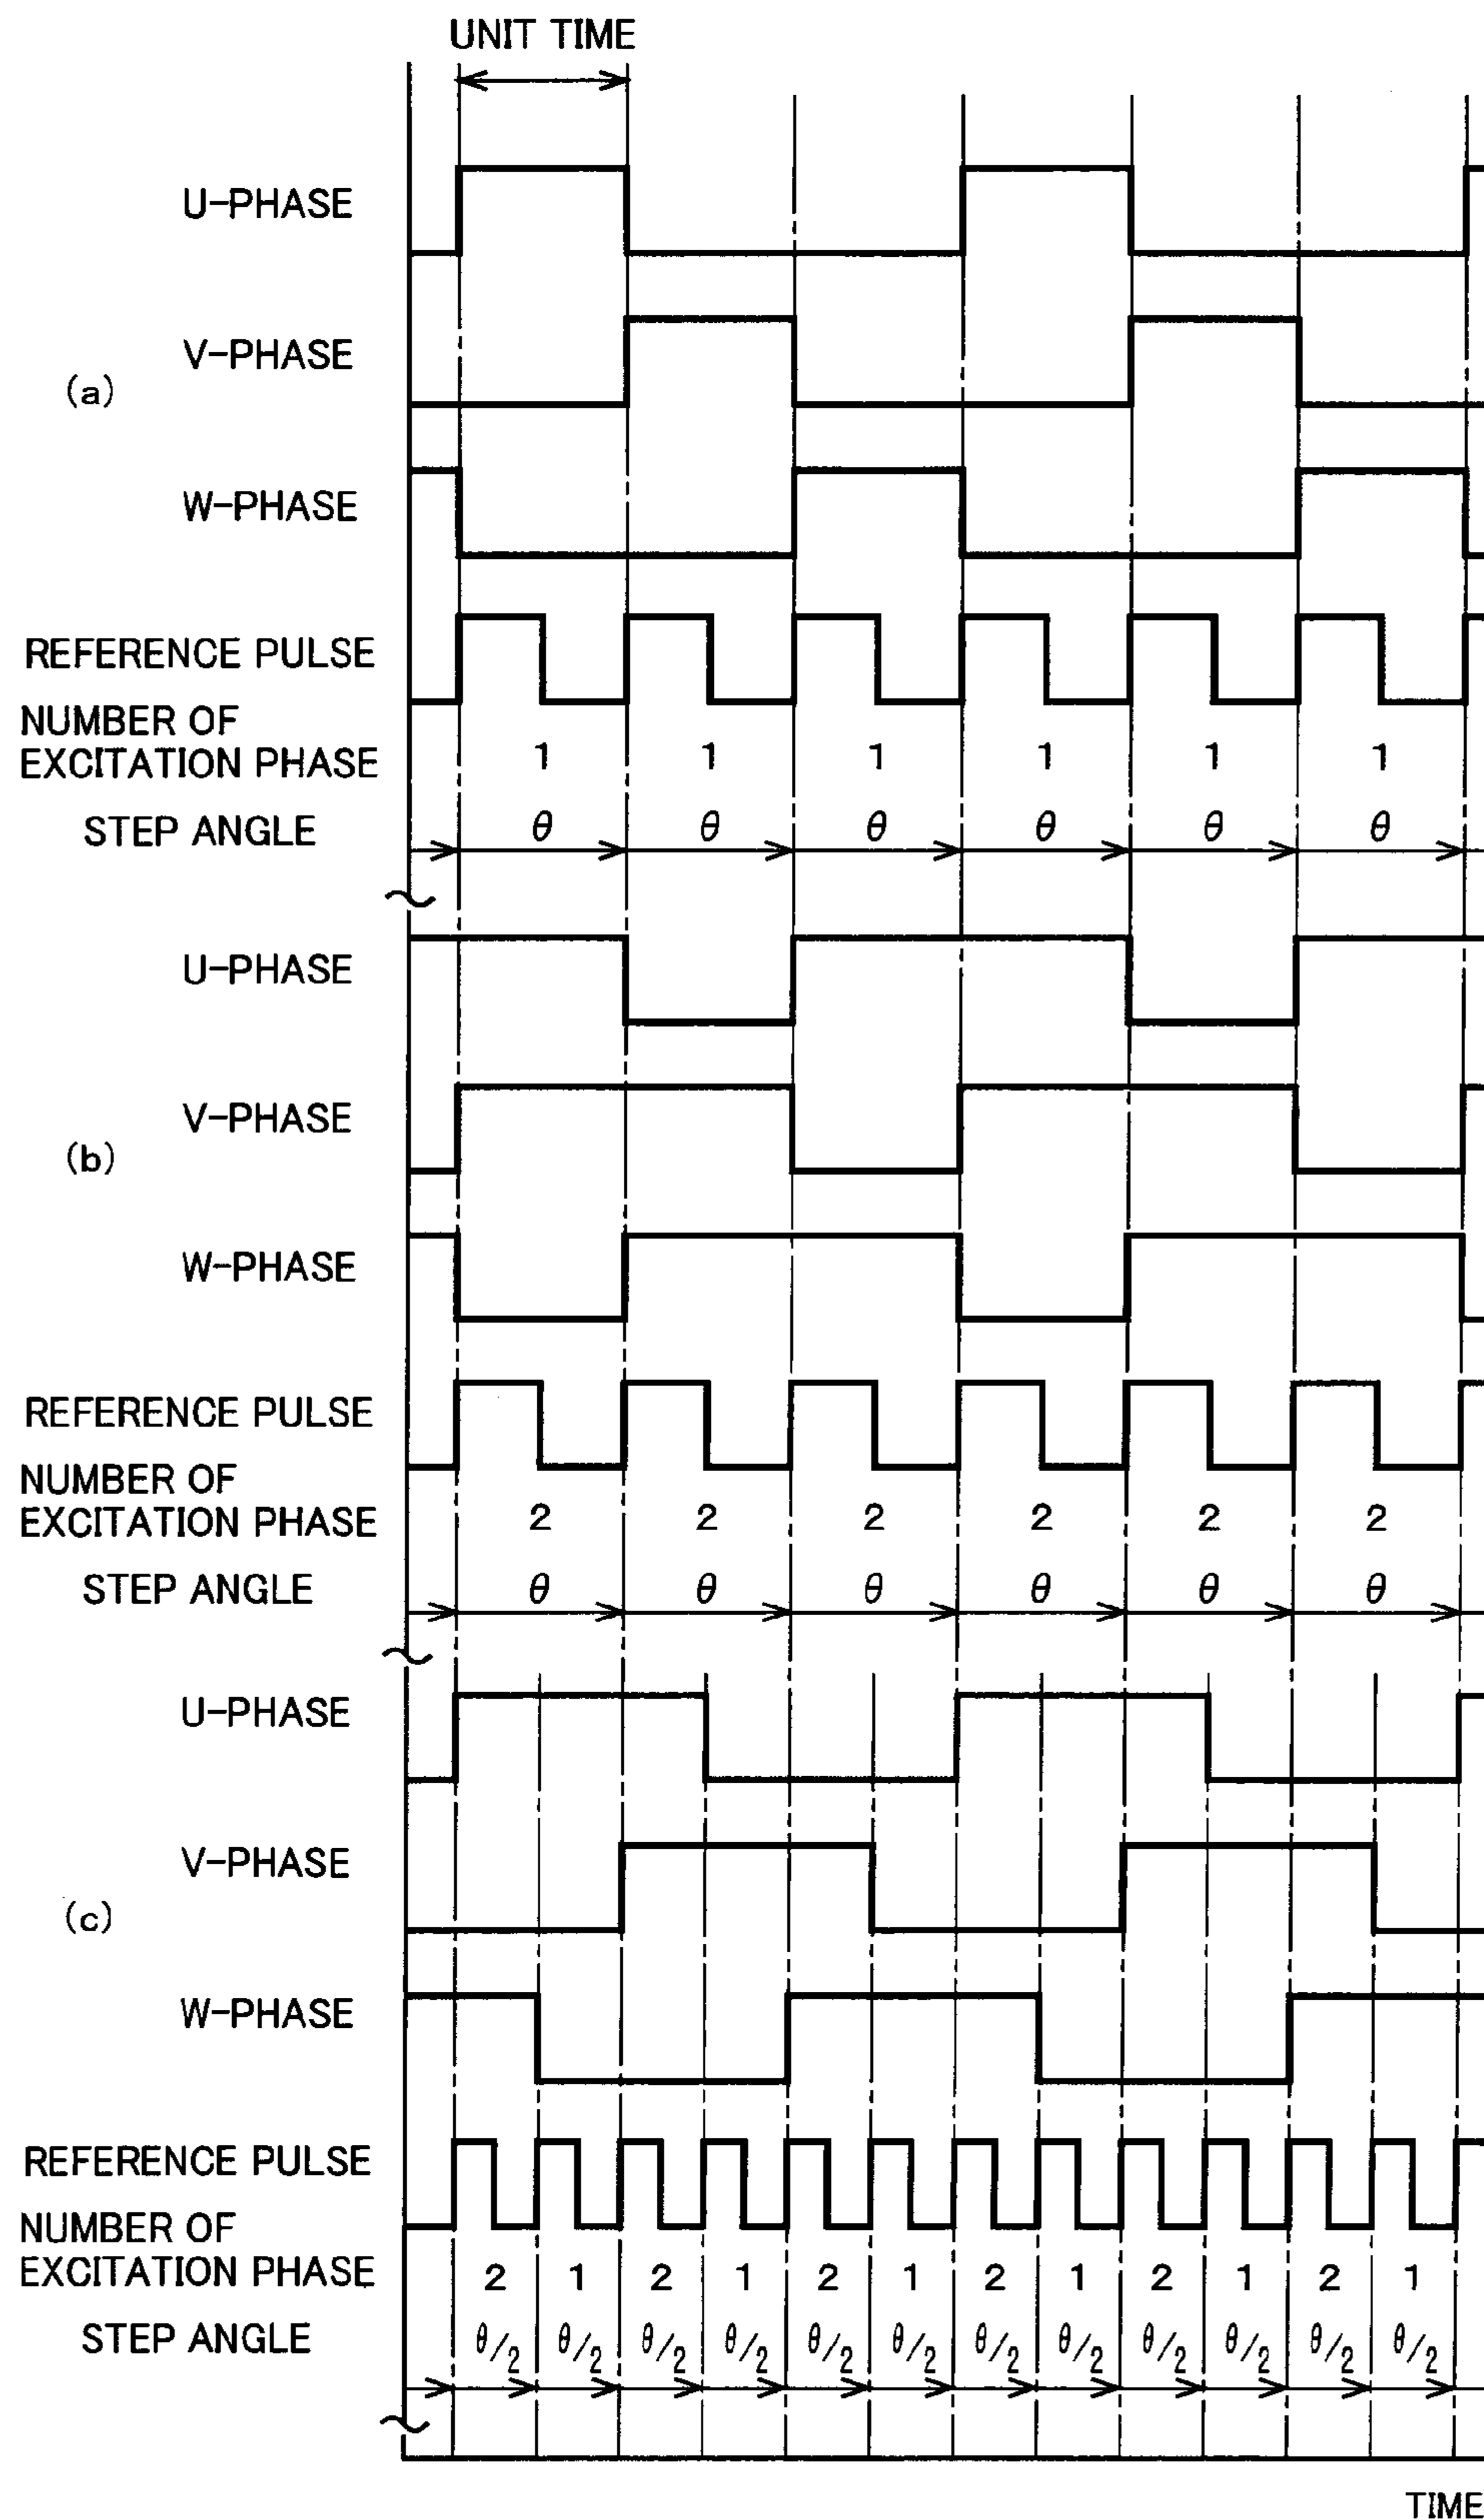 UNIT TIME
U-PHASE
V-PHASE
(a)
W-PHASE
REFERENCE PULSE
NUMBER OF
EXCITATION PHASE 1 1 1 1 1 1
STEP ANGLE θ θ θ θ θ θ
U-PHASE
V-PHASE
(b)
W-PHASE
REFERENCE PULSE
NUMBER OF
EXCITATION PHASE 2 2 2 2 2 2
STEP ANGLE θ θ θ θ θ θ
U-PHASE
V-PHASE
(c)
W-PHASE
REFERENCE PULSE
NUMBER OF
EXCITATION PHASE 2 1 2 1 2 1 2 1 2 1 2 1
STEP ANGLE θ/2 θ/2 θ/2 θ/2 θ/2 θ/2 θ/2 θ/2 θ/2 θ/2 θ/2 θ/2
TIME